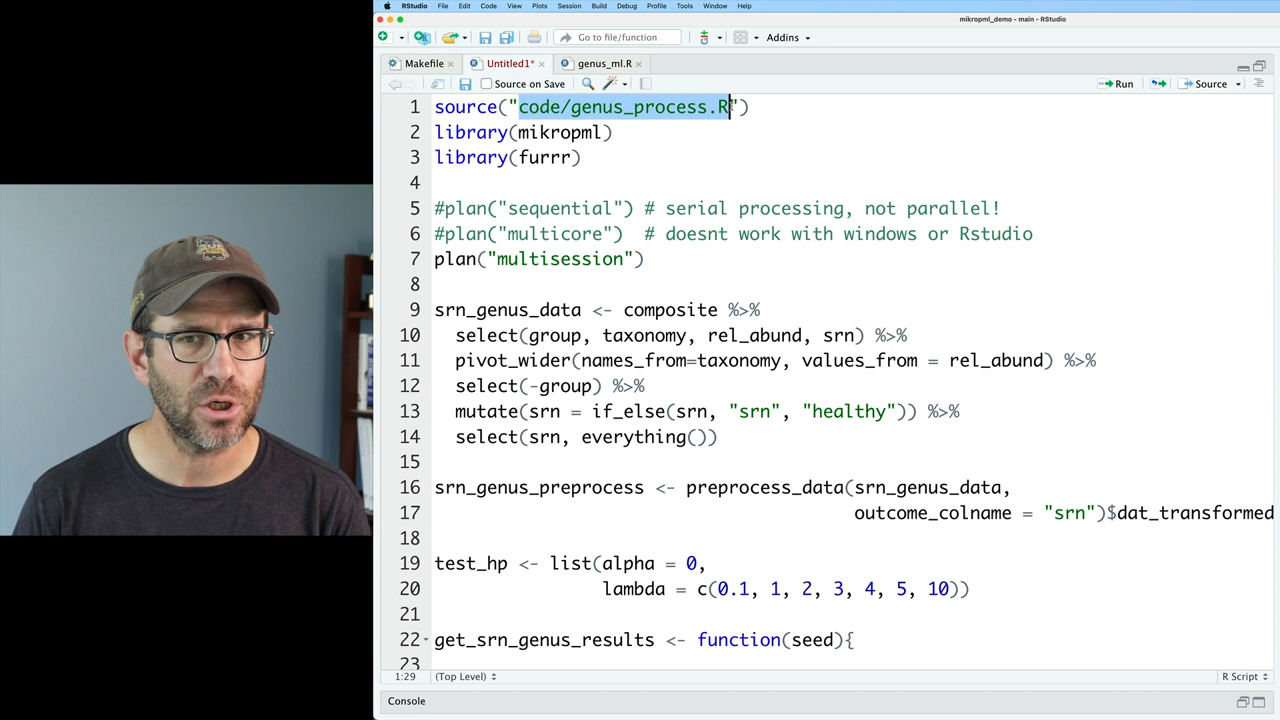 RStudio File Edit Code View Plots Session Build Debug Profile Tools Window Help
mikropml_demo - main - RStudio
Go to file/function Addins
Makefile Untitled1* genus_ml.R
Source on Save Run Source
1 source("code/genus_process.R")
2 library(mikropml)
3 library(furrr)
4
5 #plan("sequential") # serial processing, not parallel!
6 #plan("multicore")  # doesnt work with windows or Rstudio
7 plan("multisession")
8
9 srn_genus_data <- composite %>%
10 select(group, taxonomy, rel_abund, srn) %>%
11 pivot_wider(names_from=taxonomy, values_from = rel_abund) %>%
12 select(-group) %>%
13 mutate(srn = if_else(srn, "srn", "healthy")) %>%
14 select(srn, everything())
15
16 srn_genus_preprocess <- preprocess_data(srn_genus_data,
17 outcome_colname = "srn")$dat_transformed
18
19 test_hp <- list(alpha = 0,
20 lambda = c(0.1, 1, 2, 3, 4, 5, 10))
21
22 get_srn_genus_results <- function(seed){
23
1:29 (Top Level) R Script
Console